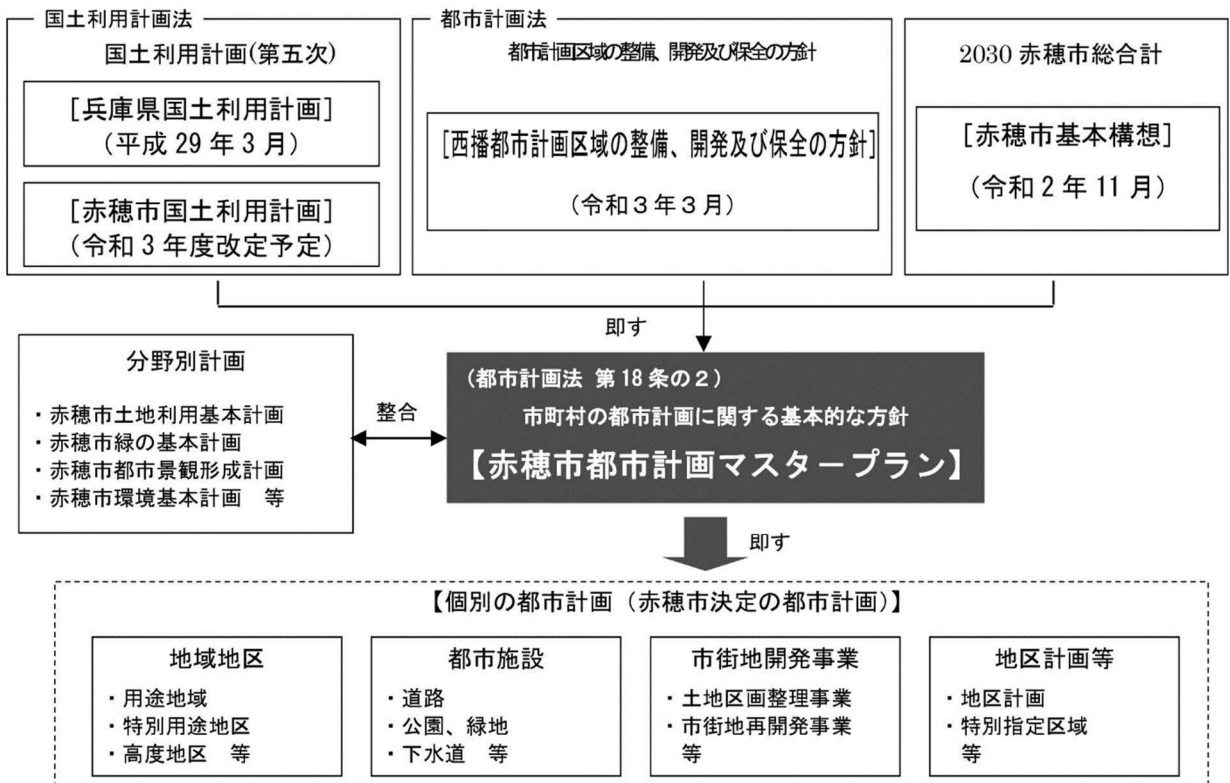 国土利用計画法
国土利用計画(第五次)
[兵庫県国土利用計画]
(平成 29 年 3 月)
[赤穂市国土利用計画]
(令和 3 年度改定予定)
都市計画法
都市計画区域の整備、開発及び保全の方針
[西播都市計画区域の整備、開発及び保全の方針]
(令和３年３月)
2030 赤穂市総合計
[赤穂市基本構想]
(令和 2 年 11 月)
即す
分野別計画
・赤穂市土地利用基本計画
・赤穂市緑の基本計画
・赤穂市都市景観形成計画
・赤穂市環境基本計画　等
整合
（都市計画法 第 18 条の２）
市町村の都市計画に関する基本的な方針
【赤穂市都市計画マスタープラン】
即す
【個別の都市計画（赤穂市決定の都市計画）】
地域地区
・用途地域
・特別用途地区
・高度地区　等
都市施設
・道路
・公園、緑地
・下水道　等
市街地開発事業
・土地区画整理事業
・市街地再開発事業
等
地区計画等
・地区計画
・特別指定区域
等